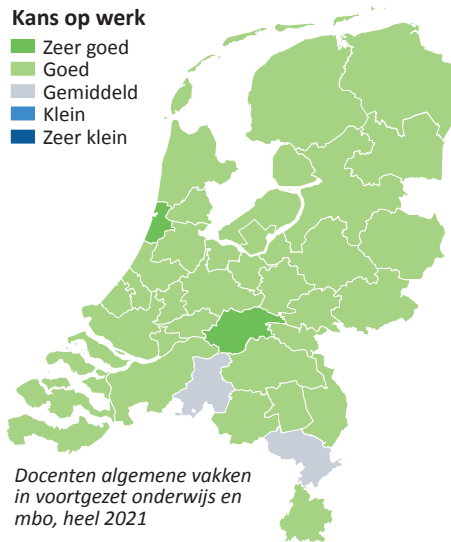 Kans op werk
Zeer goed
Goed
Gemiddeld
Klein
Zeer klein
Docenten algemene vakken
in voortgezet onderwijs en
mbo, heel 2021